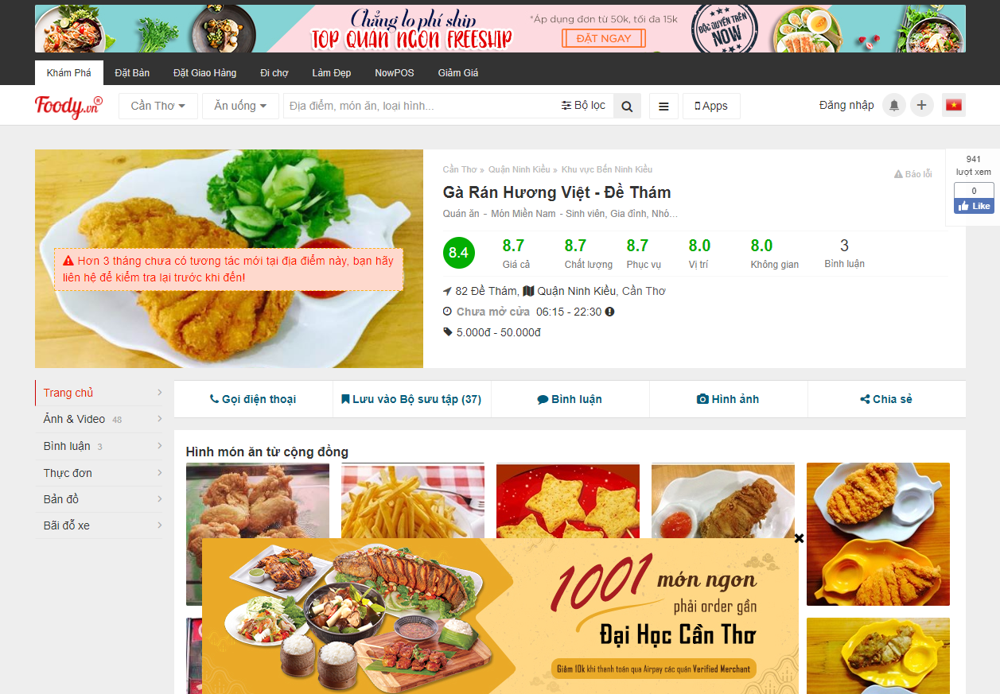 Chẳng lo phí ship
TOP QUÁN NGON FREESHIP
*Áp dụng đơn từ 50k, tối đa 15k
ĐẶT NGAY
ĐỘC QUYỀN TRÊN
NOW
Khám Phá Đặt Bàn Đặt Giao Hàng Đi chợ Làm Đẹp NowPOS Giảm Giá
Foody.vn®
Cần Thơ Ăn uống Địa điểm, món ăn, loại hình... Bộ lọc Apps Đăng nhập
Cần Thơ » Quận Ninh Kiều » Khu vực Bến Ninh Kiều
Báo lỗi
941
lượt xem
0
Like
Gà Rán Hương Việt - Đề Thám
Quán ăn - Món Miền Nam - Sinh viên, Gia đình, Nhó...
8.4 8.7 8.7 8.7 8.0 8.0 3
Giá cả Chất lượng Phục vụ Vị trí Không gian Bình luận
Hơn 3 tháng chưa có tương tác mới tại địa điểm này, bạn hãy
liên hệ để kiểm tra lại trước khi đến!
82 Đề Thám, Quận Ninh Kiều, Cần Thơ
Chưa mở cửa 06:15 - 22:30
5.000đ - 50.000đ
Trang chủ
Ảnh & Video 48
Bình luận 3
Thực đơn
Bản đồ
Bãi đỗ xe
Gọi điện thoại Lưu vào Bộ sưu tập (37) Bình luận Hình ảnh Chia sẻ
Hình món ăn từ cộng đồng
1001 món ngon
phải order gần
Đại Học Cần Thơ
Giảm 10k khi thanh toán qua Airpay các quán Verified Merchant